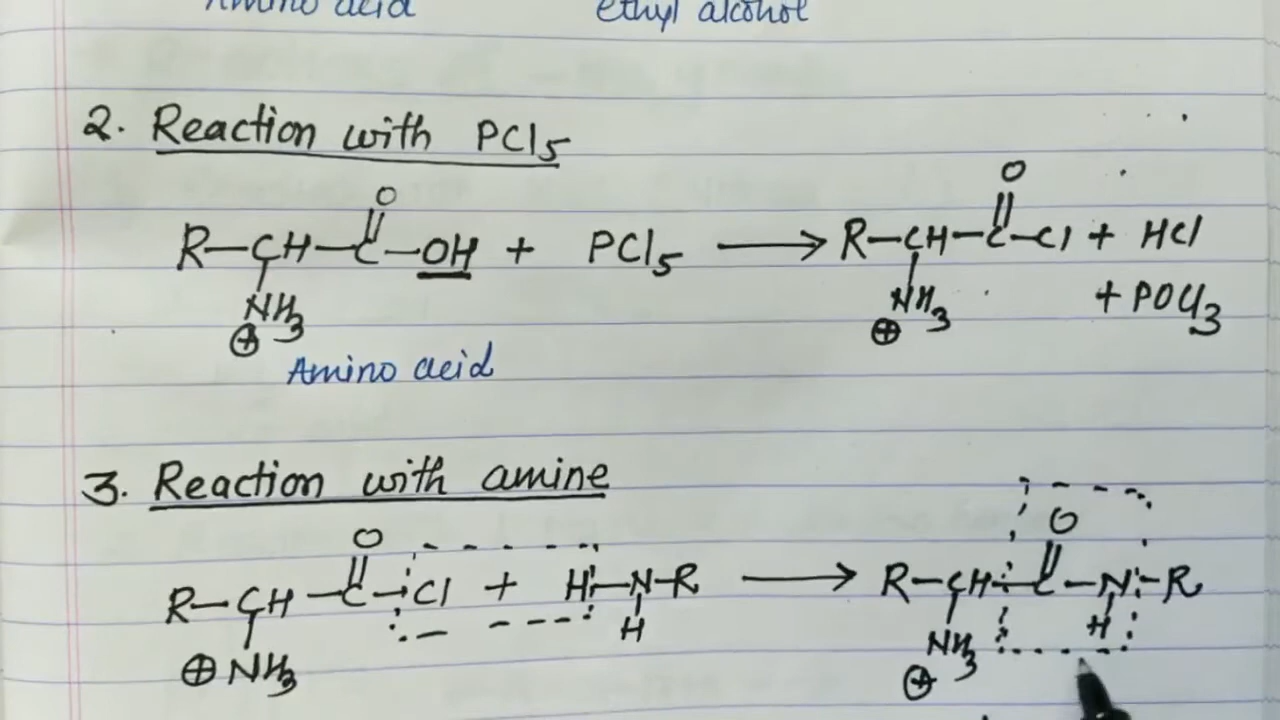 Amino acid ethyl alcohol
2. Reaction with PCl5
O
O
R-CH-C-OH + PCl5 → R-CH-C-Cl + HCl
NH3 NH3 + POCl3
⊕ ⊕
Amino acid
3. Reaction with amine
O O
R-CH-C-Cl + H-N-R → R-CH-C-N-R
H H
⊕ NH3 NH3
⊕